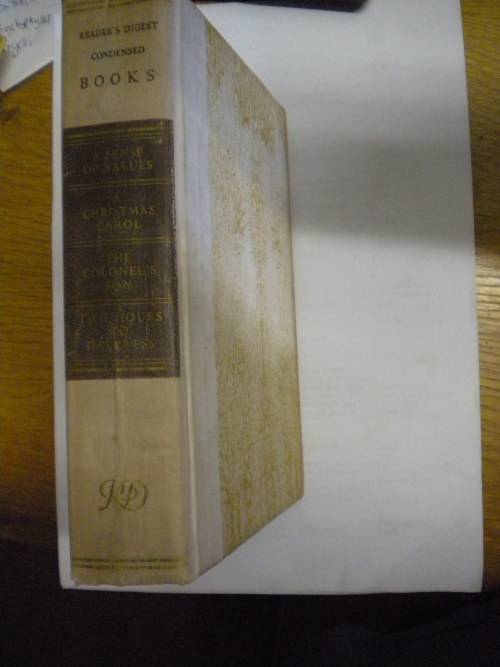 READER'S DIGEST
CONDENSED
BOOKS
A SENSE
OF VALUES
A
CHRISTMAS
CAROL
THE
COLONEL'S
SON
TWO HOURS
TO
DARKNESS
RD